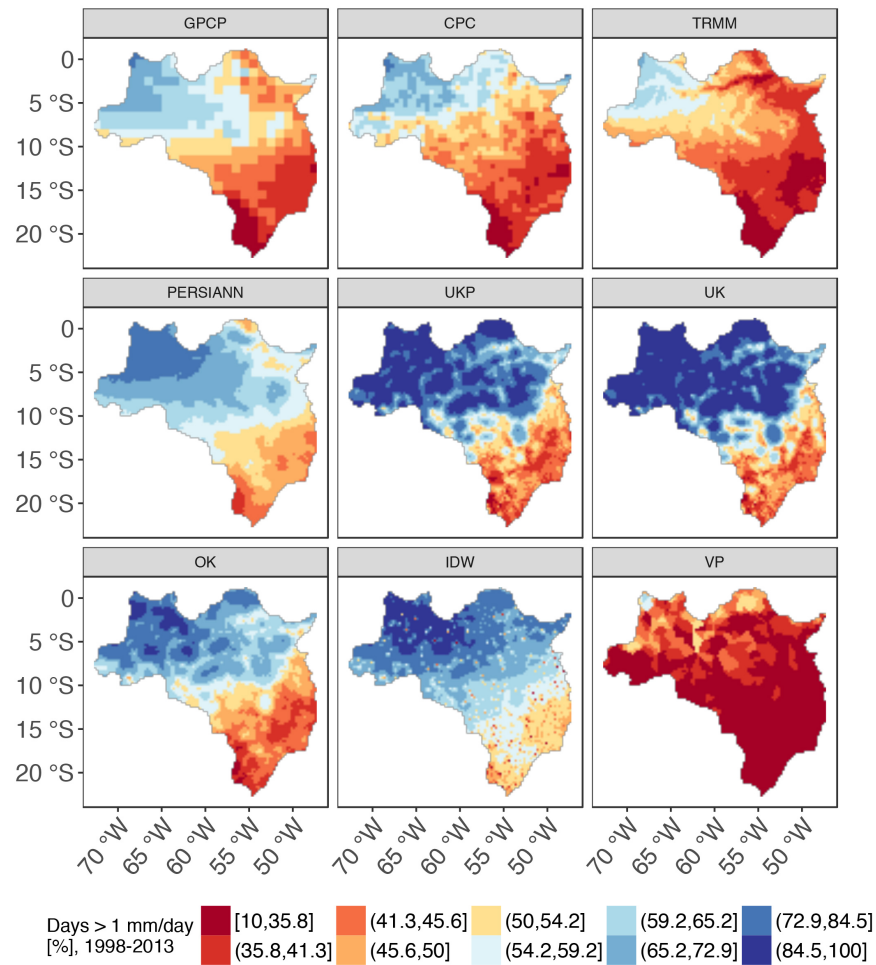 GPCP CPC TRMM
0
5 °S
10 °S
15 °S
20 °S
PERSIANN UKP UK
0
5 °S
10 °S
15 °S
20 °S
OK IDW VP
0
5 °S
10 °S
15 °S
20 °S
70 °W 65 °W 60 °W 55 °W 50 °W 70 °W 65 °W 60 °W 55 °W 50 °W 70 °W 65 °W 60 °W 55 °W 50 °W
Days > 1 mm/day
[%], 1998-2013
[10,35.8] (41.3,45.6] (50,54.2] (59.2,65.2] (72.9,84.5]
(35.8,41.3] (45.6,50] (54.2,59.2] (65.2,72.9] (84.5,100]